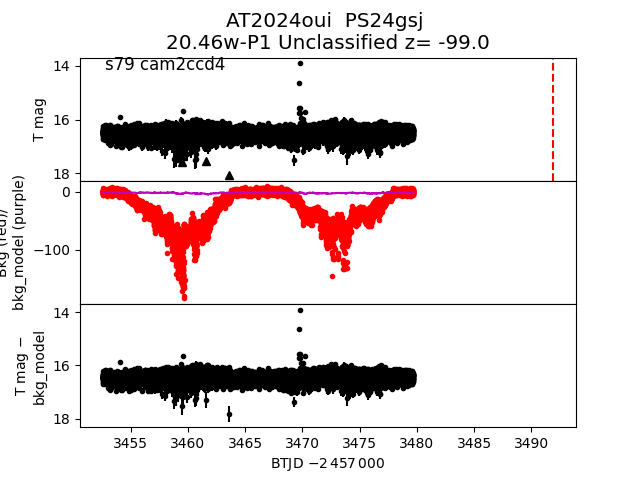 AT2024oui  PS24gsj
20.46w-P1 Unclassified z= -99.0
s79 cam2ccd4
14
16
18
T mag
0
−100
Bkg (red)/
bkg_model (purple)
14
16
18
T mag −
bkg_model
3455 3460 3465 3470 3475 3480 3485 3490
BTJD −2 457 000